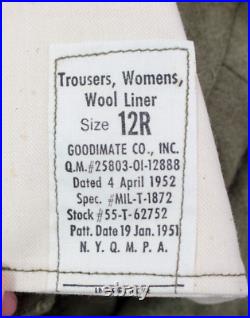 Trousers, Womens,
Wool Liner
Size 12R
GOODIMATE CO., INC.
Q.M.#25803-OI-12888
Dated 4 April 1952
Spec. #MIL-T-1872
Stock #55-T-62752
Patt. Date 19 Jan. 1951
N. Y. Q. M. P. A.